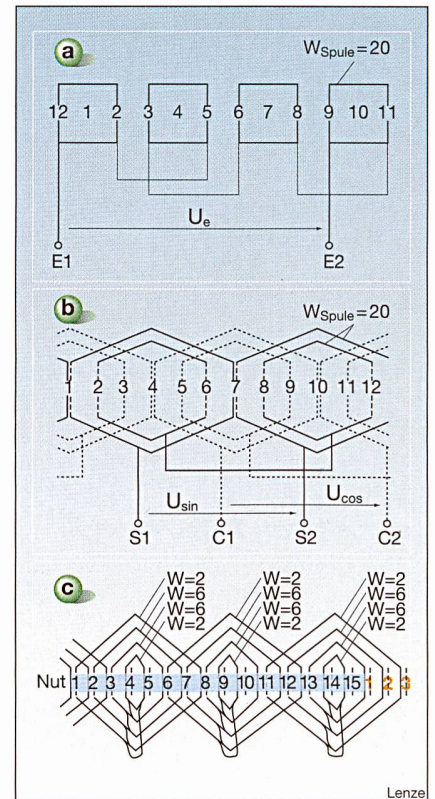 a
W_Spule=20
12 1 2 3 4 5 6 7 8 9 10 11
U_e
E1 E2
b
W_Spule=20
1 2 3 4 5 6 7 8 9 10 11 12
U_sin U_cos
S1 C1 S2 C2
c
W=2 W=2 W=2
W=6 W=6 W=6
W=6 W=6 W=6
W=2 W=2 W=2
Nut 1 2 3 4 5 6 7 8 9 10 11 12 13 14 15 1 2 3
Lenze